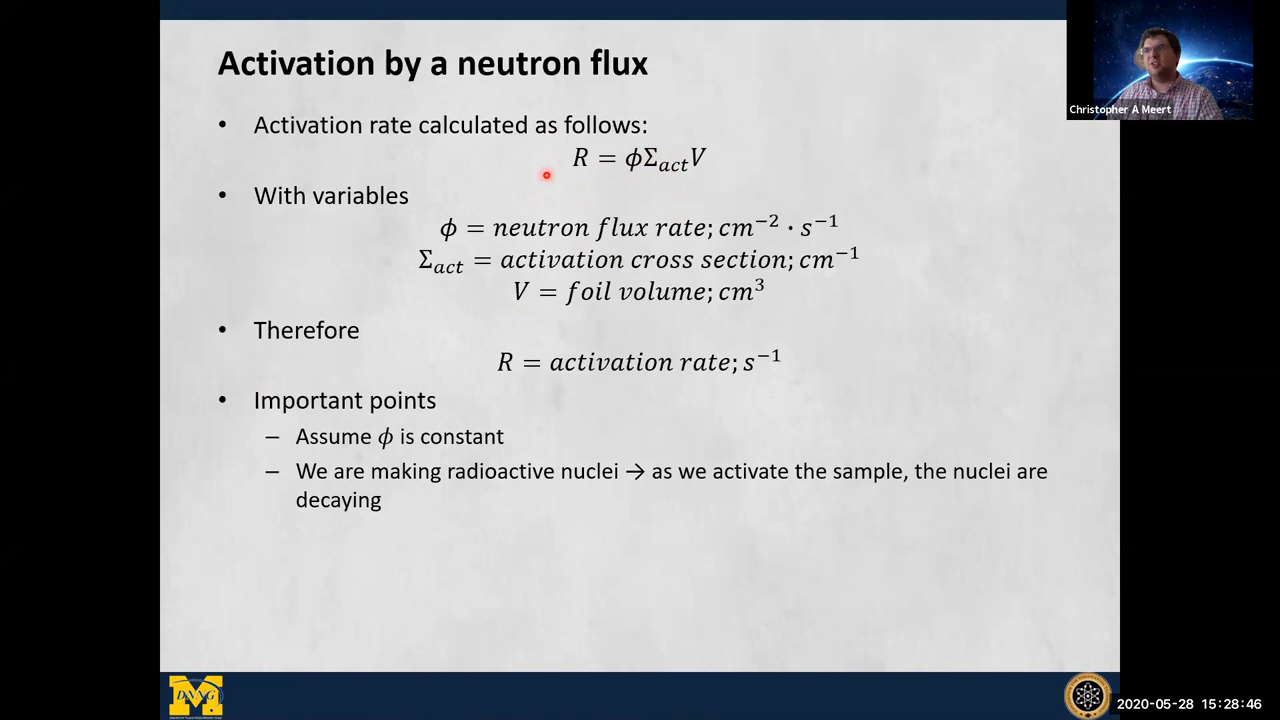 Activation by a neutron flux
Christopher A Meert
• Activation rate calculated as follows:
R = ϕΣ_act V
• With variables
ϕ = neutron flux rate; cm⁻² · s⁻¹
Σ_act = activation cross section; cm⁻¹
V = foil volume; cm³
• Therefore
R = activation rate; s⁻¹
• Important points
– Assume ϕ is constant
– We are making radioactive nuclei → as we activate the sample, the nuclei are
decaying
M
DNNG
2020-05-28 15:28:46